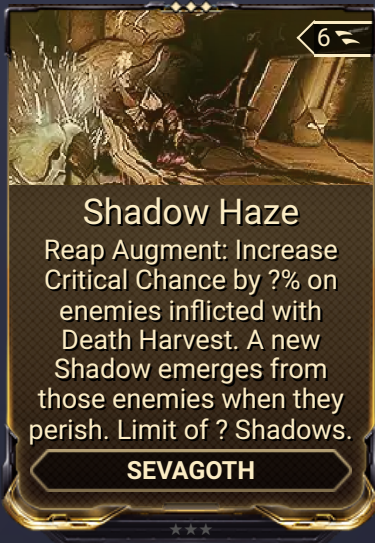 6
Shadow Haze
Reap Augment: Increase
Critical Chance by ?% on
enemies inflicted with
Death Harvest. A new
Shadow emerges from
those enemies when they
perish. Limit of ? Shadows.
SEVAGOTH